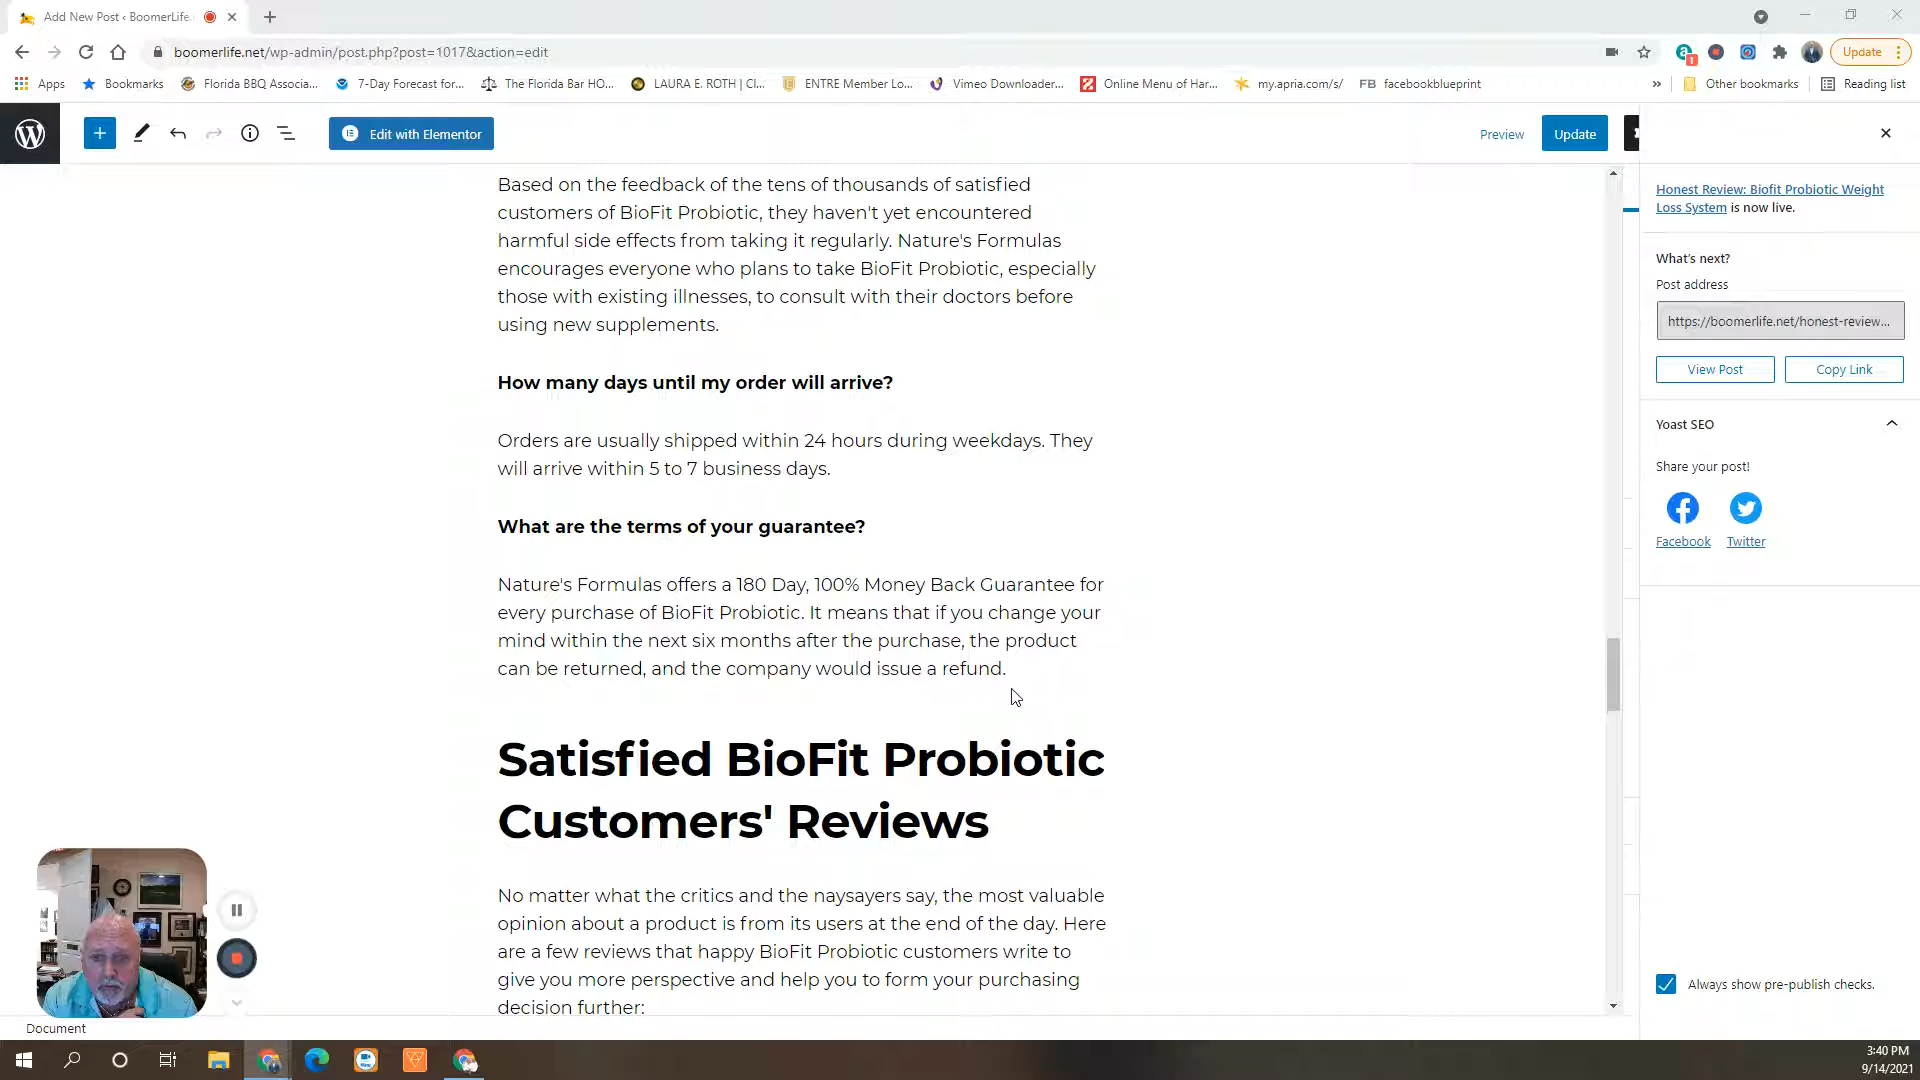 Add New Post ‹ BoomerLife.
boomerlife.net/wp-admin/post.php?post=1017&action=edit
1
Update
Apps
Bookmarks
Florida BBQ Associa...
7-Day Forecast for...
The Florida Bar HO...
LAURA E. ROTH | Cl...
ENTRE Member Lo...
Vimeo Downloader...
Online Menu of Har...
my.apria.com/s/
FB facebookblueprint
»
Other bookmarks
Reading list
Edit with Elementor
Preview
Update
Based on the feedback of the tens of thousands of satisfied
customers of BioFit Probiotic, they haven't yet encountered
harmful side effects from taking it regularly. Nature's Formulas
encourages everyone who plans to take BioFit Probiotic, especially
those with existing illnesses, to consult with their doctors before
using new supplements.
How many days until my order will arrive?
Orders are usually shipped within 24 hours during weekdays. They
will arrive within 5 to 7 business days.
What are the terms of your guarantee?
Nature's Formulas offers a 180 Day, 100% Money Back Guarantee for
every purchase of BioFit Probiotic. It means that if you change your
mind within the next six months after the purchase, the product
can be returned, and the company would issue a refund.
Satisfied BioFit Probiotic
Customers' Reviews
No matter what the critics and the naysayers say, the most valuable
opinion about a product is from its users at the end of the day. Here
are a few reviews that happy BioFit Probiotic customers write to
give you more perspective and help you to form your purchasing
decision further:
Honest Review: Biofit Probiotic Weight
Loss System is now live.
What's next?
Post address
https://boomerlife.net/honest-review...
View Post
Copy Link
Yoast SEO
Share your post!
Facebook
Twitter
Always show pre-publish checks.
Document
3:40 PM
9/14/2021